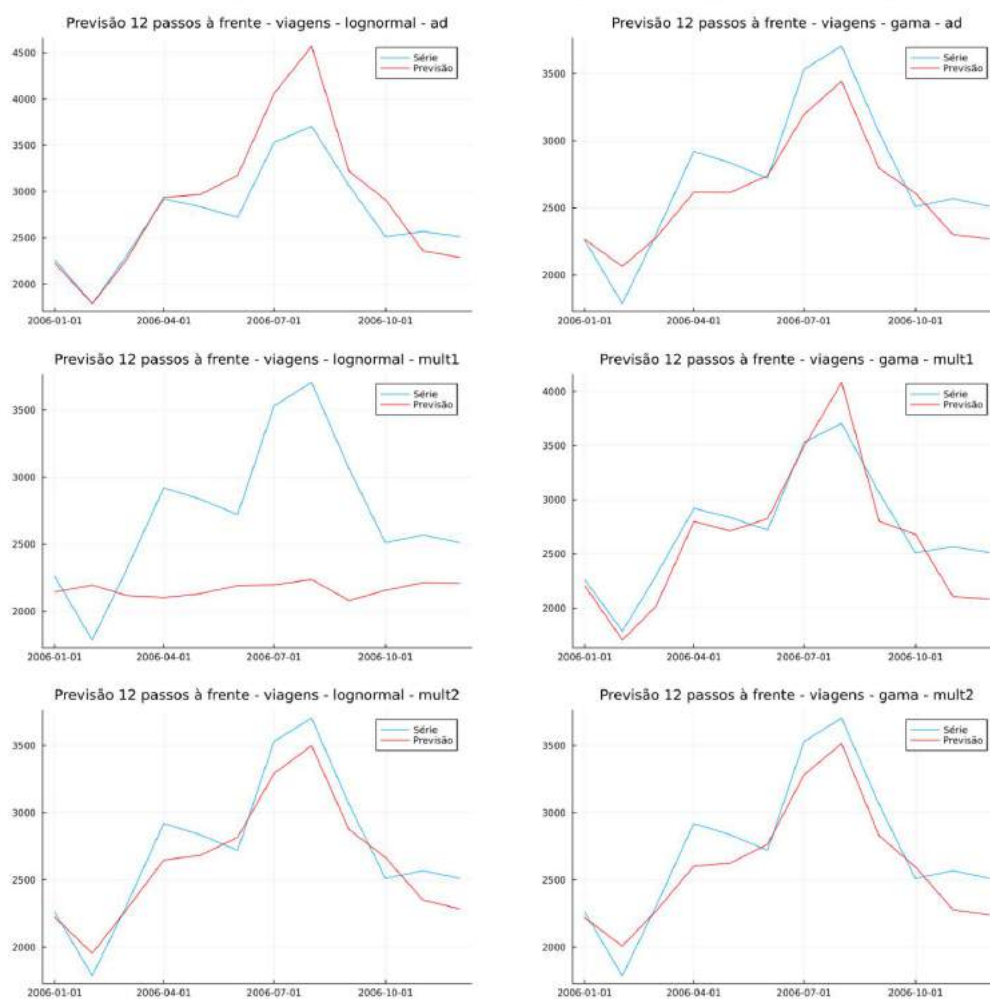 Previsão 12 passos à frente - viagens - lognormal - ad
Série
Previsão
4500
4000
3500
3000
2500
2000
2006-01-01 2006-04-01 2006-07-01 2006-10-01
Previsão 12 passos à frente - viagens - gama - ad
Série
Previsão
3500
3000
2500
2000
2006-01-01 2006-04-01 2006-07-01 2006-10-01
Previsão 12 passos à frente - viagens - lognormal - mult1
Série
Previsão
3500
3000
2500
2000
2006-01-01 2006-04-01 2006-07-01 2006-10-01
Previsão 12 passos à frente - viagens - gama - mult1
Série
Previsão
4000
3500
3000
2500
2000
2006-01-01 2006-04-01 2006-07-01 2006-10-01
Previsão 12 passos à frente - viagens - lognormal - mult2
Série
Previsão
3500
3000
2500
2000
2006-01-01 2006-04-01 2006-07-01 2006-10-01
Previsão 12 passos à frente - viagens - gama - mult2
Série
Previsão
3500
3000
2500
2000
2006-01-01 2006-04-01 2006-07-01 2006-10-01